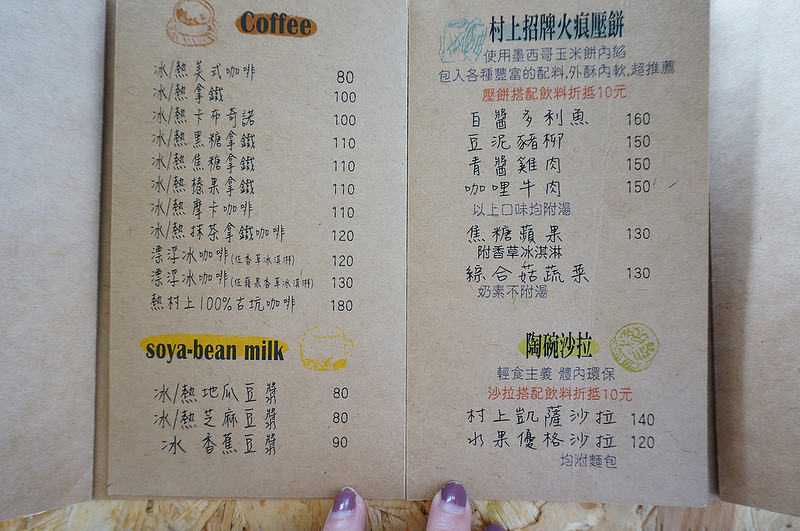 Coffee
冰/熱美式咖啡 80
冰/熱拿鐵 100
冰/熱卡布奇諾 100
冰/熱黑糖拿鐵 110
冰/熱焦糖拿鐵 110
冰/熱榛果拿鐵 110
冰/熱摩卡咖啡 110
冰/熱抹茶拿鐵咖啡 120
漂浮冰咖啡(佐香草冰淇淋) 120
漂浮冰咖啡(佐蘋果香草冰淇淋) 130
熱村上100%古坑咖啡 180
soya-bean milk
冰/熱地瓜豆漿 80
冰/熱芝麻豆漿 80
冰 香蕉豆漿 90
村上招牌火痕壓餅
使用墨西哥玉米餅內餡
包入各種豐富的配料,外酥內軟,超推薦
壓餅搭配飲料折抵10元
白醬多利魚 160
豆泥豬柳 150
青醬雞肉 150
咖哩牛肉 150
以上口味均附湯
焦糖蘋果 130
附香草冰淇淋
綜合菇蔬菜 130
奶素不附湯
陶碗沙拉
輕食主義 體內環保
沙拉搭配飲料折抵10元
村上凱薩沙拉 140
水果優格沙拉 120
均附麵包